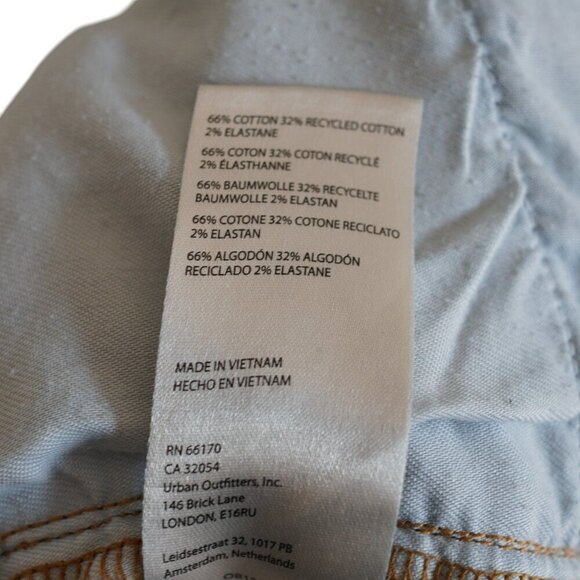 66% COTTON 32% RECYCLED COTTON
2% ELASTANE
66% COTON 32% COTON RECYCLÉ
2% ÉLASTHANNE
66% BAUMWOLLE 32% RECYCELTE
BAUMWOLLE 2% ELASTAN
66% COTONE 32% COTONE RECICLATO
2% ELASTAN
66% ALGODÓN 32% ALGODÓN
RECICLADO 2% ELASTANE
MADE IN VIETNAM
HECHO EN VIETNAM
RN 66170
CA 32054
Urban Outfitters, Inc.
146 Brick Lane
LONDON, E16RU
Leidsestraat 32, 1017 PB
Amsterdam, Netherlands